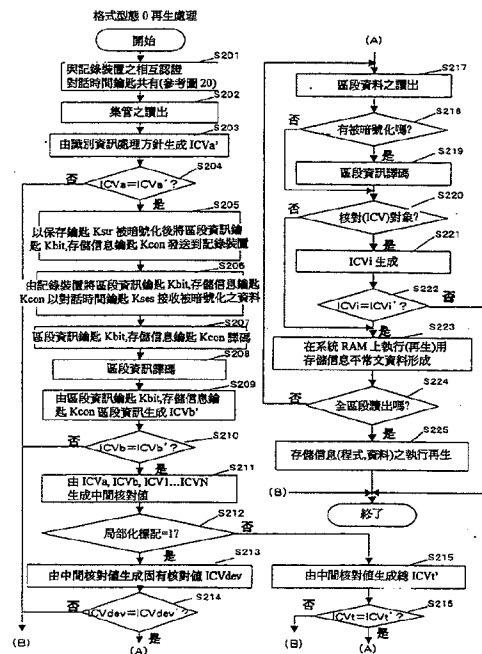 格式型態 0 再生處理
開始
S201
與記錄裝置之相互認證
對話時間鑰匙共有(參考圖 20)
S202
集管之讀出
S203
由識別資訊處理方針生成 ICVa'
S204
否
ICVa=ICVa'?
是
S205
以保存鑰匙 Kstr 被暗號化後將區段資訊鑰
匙 Kbit,存儲信息鑰匙 Kcon 發送到記錄裝置
S206
由記錄裝置將區段資訊鑰匙 Kbit,存儲信息鑰匙
Kcon 以對話時間鑰匙 Kses 接收被暗號化之資料
S207
區段資訊鑰匙 Kbit,存儲信息鑰匙 Kcon 譯碼
S208
區段資訊譯碼
S209
由區段資訊鑰匙 Kbit,存儲信息鑰
匙 Kcon 區段資訊生成 ICVb'
S210
否
ICVb=ICVb'?
是
S211
由 ICVa, ICVb, ICV1...ICVN
生成中間核對值
S212
局部化標記=1?
否
是
S213
由中間核對值生成固有核對值 ICVdev
S214
否
ICVdev=ICVdev'?
是
(B)
(A)
(A)
S217
區段資料之讀出
S218
有被暗號化嗎?
否
是
S219
區段資訊譯碼
S220
核對(ICV)對象?
否
是
S221
ICVi 生成
S222
ICVi=ICVi'?
否
是
S223
在系統 RAM 上執行(再生)用
存儲信息平常文資料形成
S224
否
全區段讀出嗎?
是
S225
存儲信息(程式,資料)之執行再生
(B)
終了
S215
由中間核對值生成總 ICVt'
S216
否
ICVt=ICVt'?
是
(B)
(A)